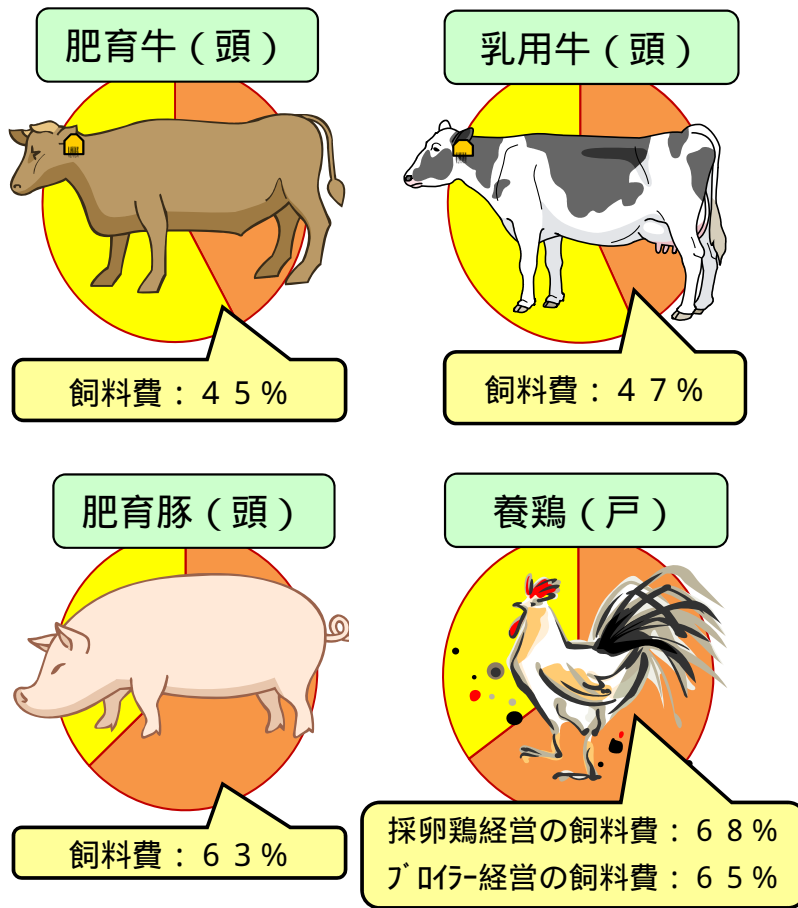 肥育牛（頭）
乳用牛（頭）
飼料費：４５％
飼料費：４７％
肥育豚（頭）
養鶏（戸）
飼料費：６３％
採卵鶏経営の飼料費：６８％
ﾌﾞﾛｲﾗｰ経営の飼料費：６５％